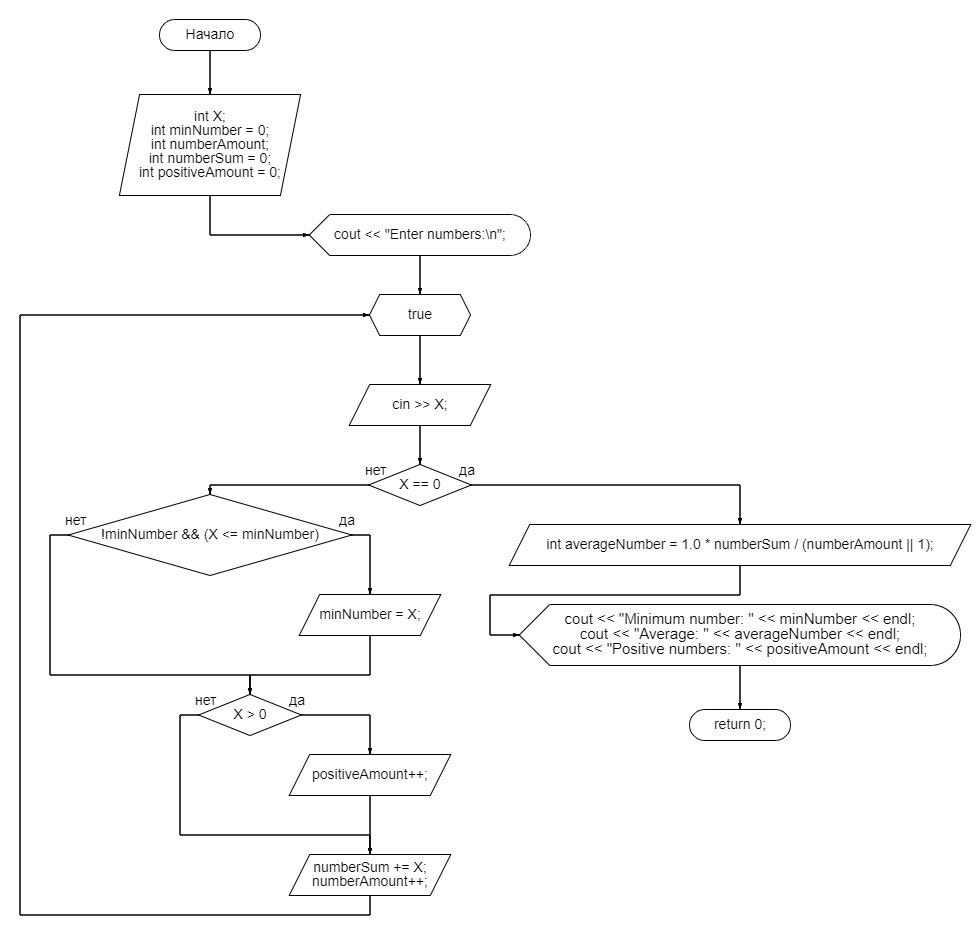 Начало
int X;
int minNumber = 0;
int numberAmount;
int numberSum = 0;
int positiveAmount = 0;
cout << "Enter numbers:\n";
true
cin >> X;
нет
да
X == 0
нет
да
!minNumber && (X <= minNumber)
int averageNumber = 1.0 * numberSum / (numberAmount || 1);
minNumber = X;
cout << "Minimum number: " << minNumber << endl;
cout << "Average: " << averageNumber << endl;
cout << "Positive numbers: " << positiveAmount << endl;
нет
да
X > 0
return 0;
positiveAmount++;
numberSum += X;
numberAmount++;